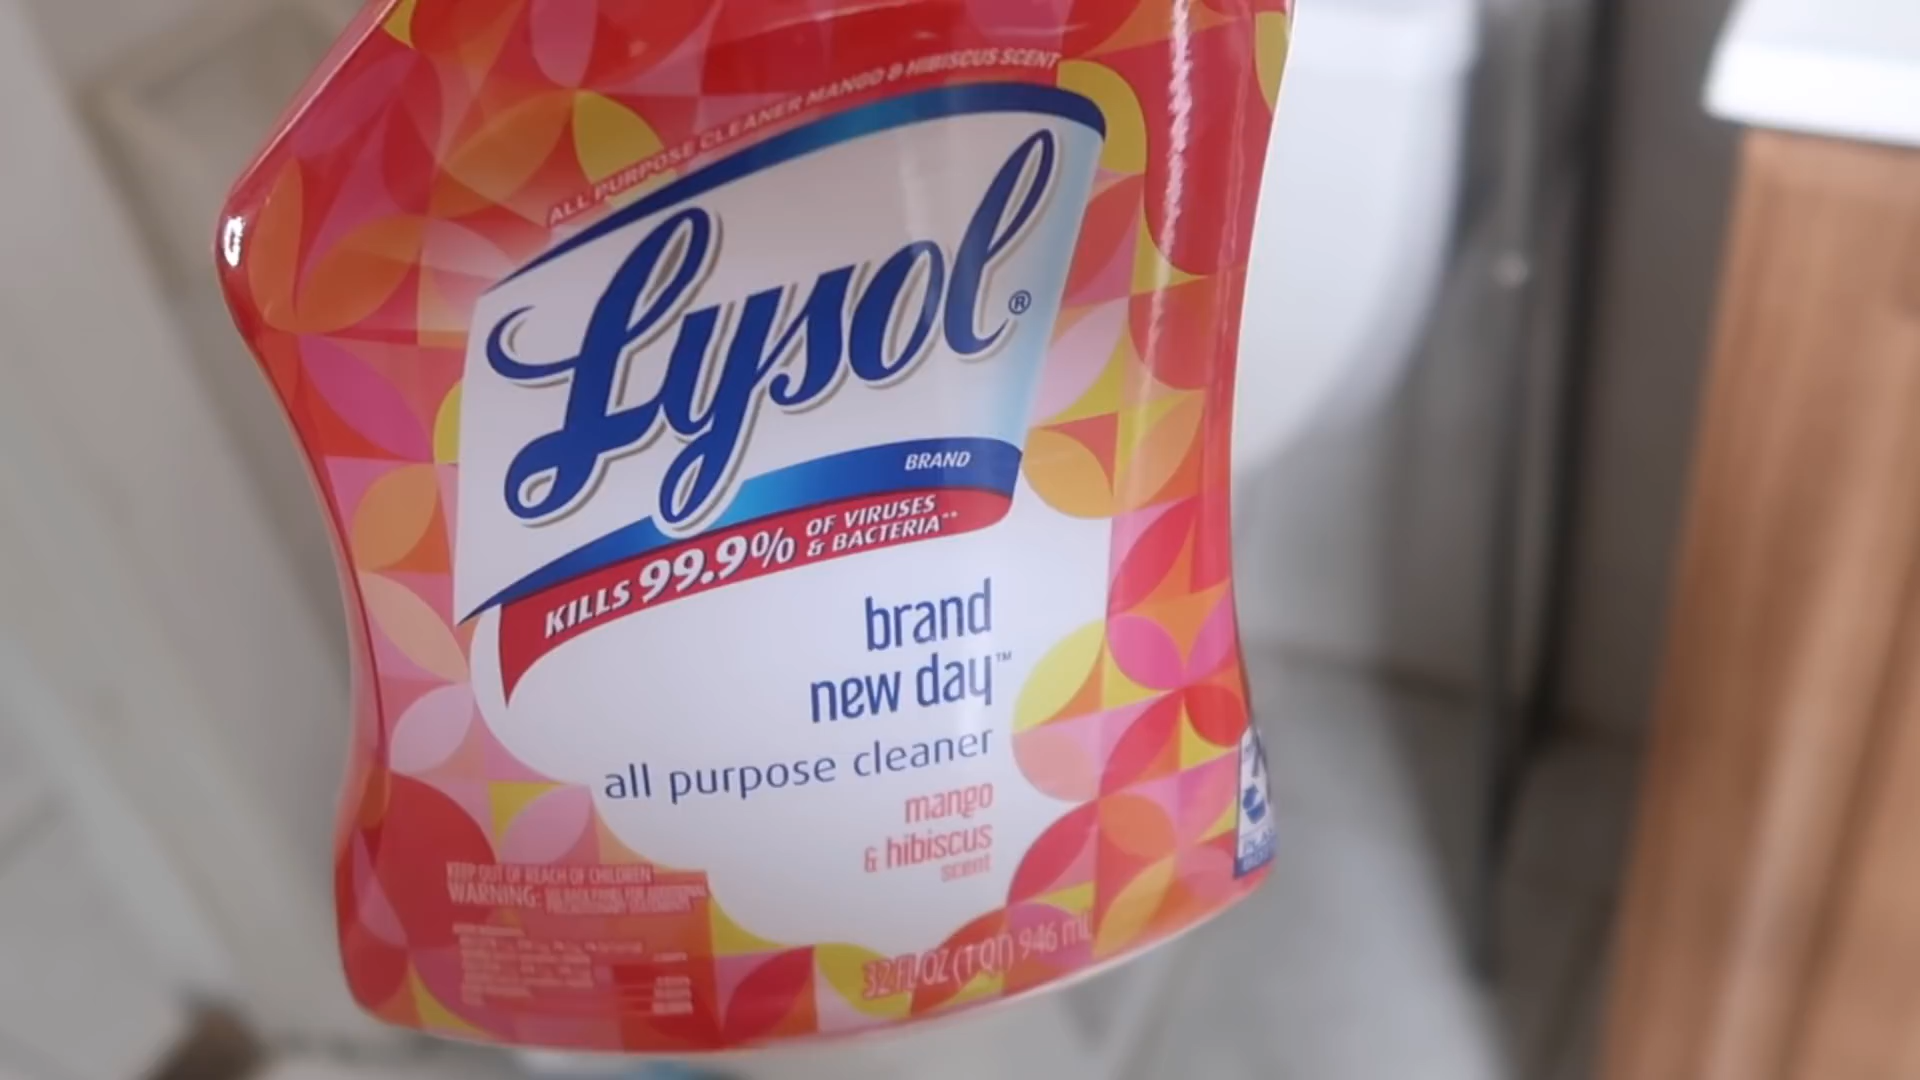 ALL PURPOSE CLEANER MANGO & HIBISCUS SCENT
Lysol®
BRAND
KILLS 99.9% OF VIRUSES
& BACTERIA**
brand
new day™
all purpose cleaner
mango
& hibiscus
scent
KEEP OUT OF REACH OF CHILDREN
WARNING:
32 FL OZ (1 QT) 946 mL